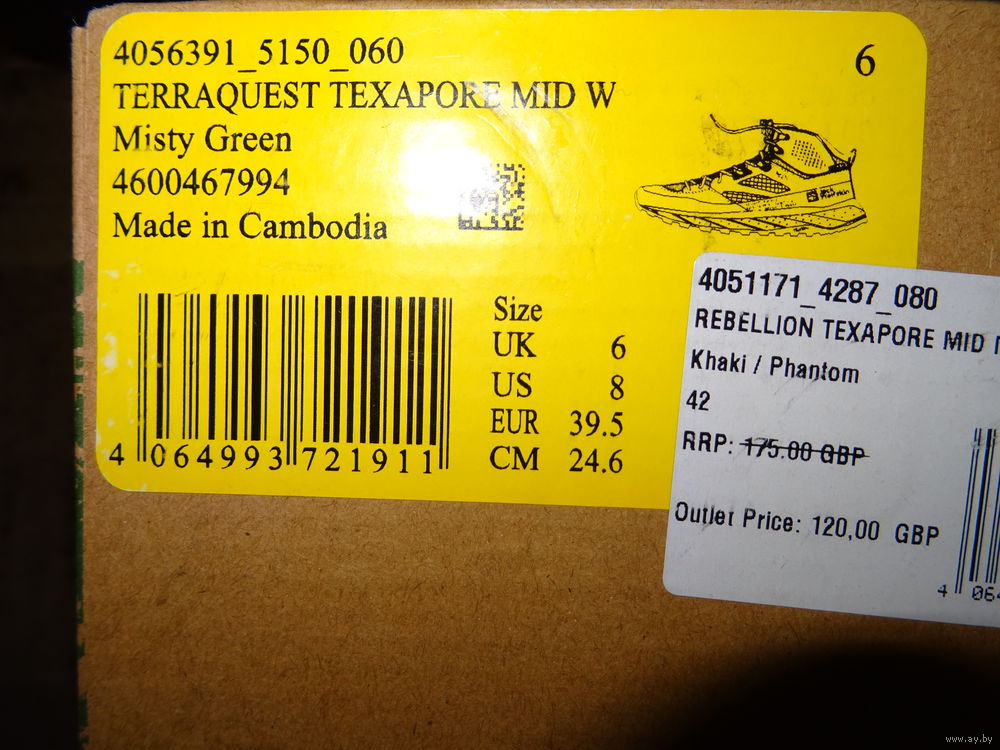 4056391_5150_060
6
TERRAQUEST TEXAPORE MID W
Misty Green
4600467994
Made in Cambodia
4 064993 721911
Size
UK 6
US 8
EUR 39.5
CM 24.6
4051171_4287_080
REBELLION TEXAPORE MID
Khaki / Phantom
42
RRP: 175.00 GBP
Outlet Price: 120,00 GBP
4 064
www.ay.by